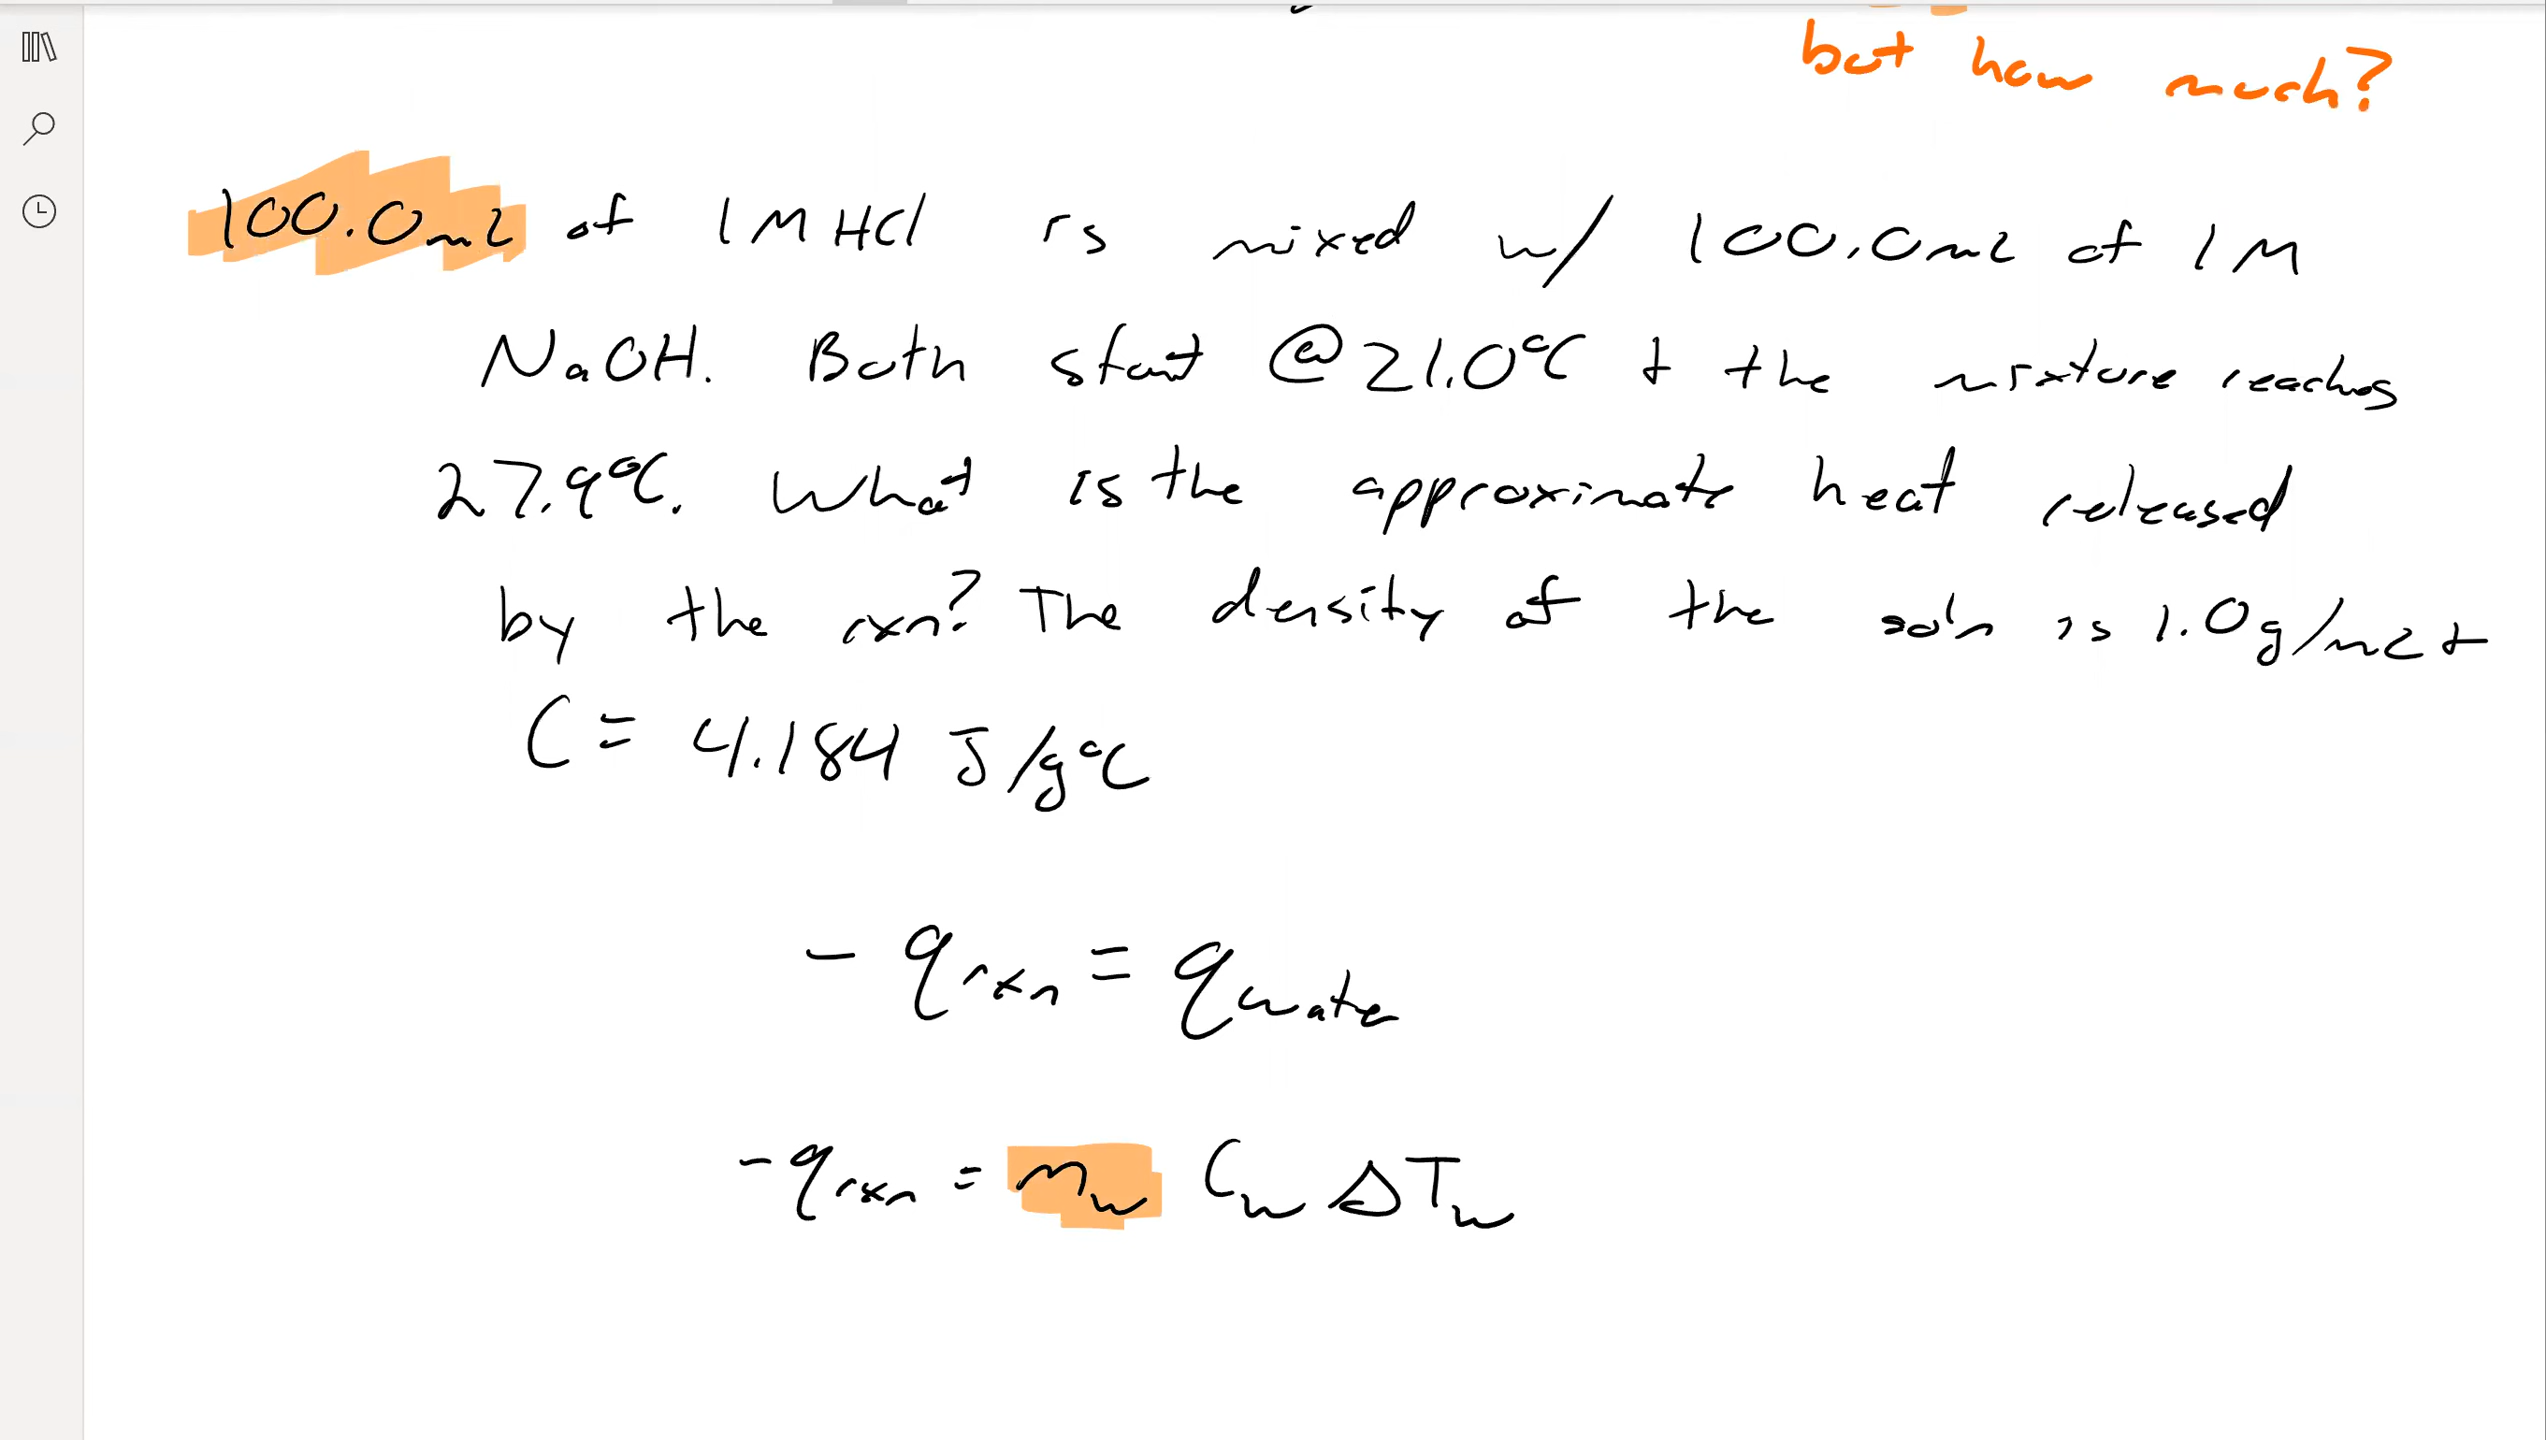 but how much?
100.0mL of 1M HCl is mixed w/ 100.0mL of 1M
NaOH. Both start @ 21.0°C + the mixture reaches
27.9°C. What is the approximate heat released
by the rxn? The density of the sol'n is 1.0g/mL +
C = 4.184 J/g°C
- qrxn = qwater
-qrxn = mw Cw ΔTw